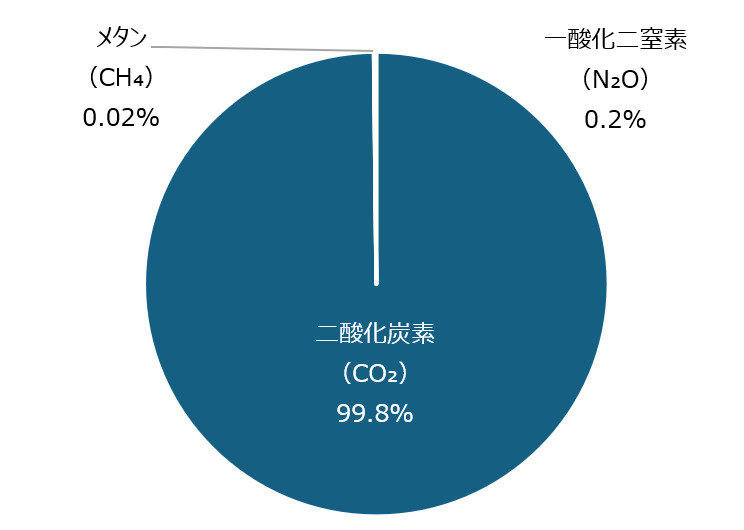 メタン
（CH₄）
0.02%
一酸化二窒素
（N₂O）
0.2%
二酸化炭素
（CO₂）
99.8%